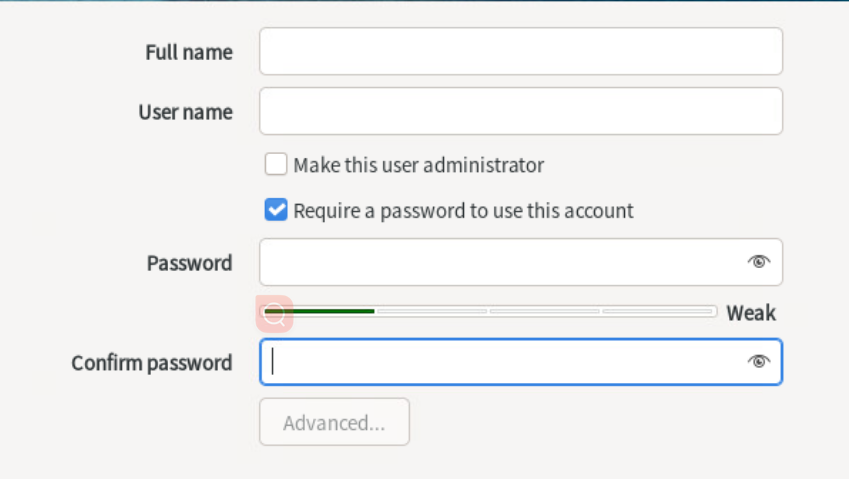 Full name
User name
Make this user administrator
Require a password to use this account
Password
Weak
Confirm password
Advanced...